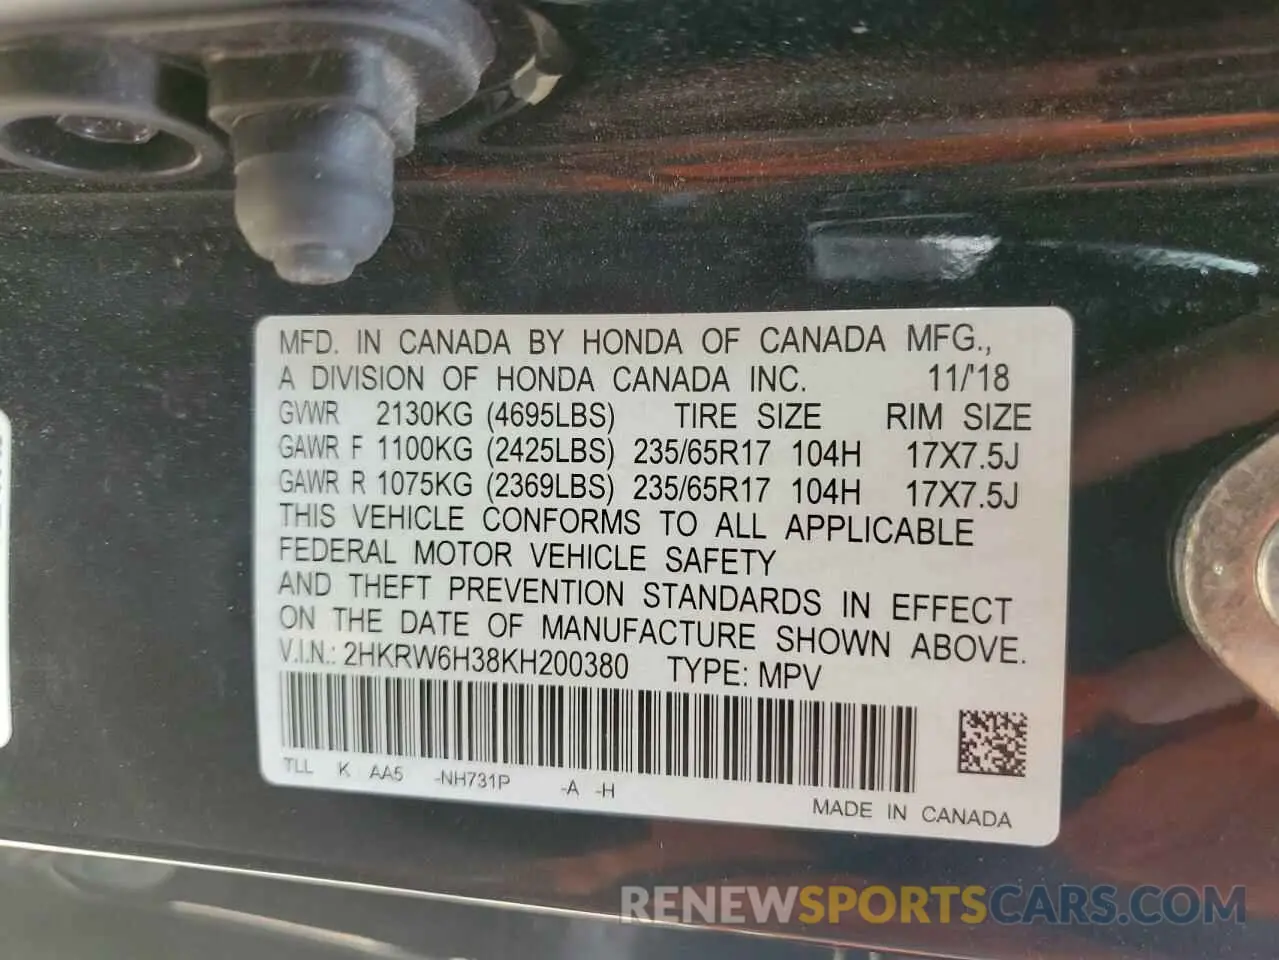 MFD. IN CANADA BY HONDA OF CANADA MFG.,
A DIVISION OF HONDA CANADA INC. 11/'18
GVWR 2130KG (4695LBS) TIRE SIZE RIM SIZE
GAWR F 1100KG (2425LBS) 235/65R17 104H 17X7.5J
GAWR R 1075KG (2369LBS) 235/65R17 104H 17X7.5J
THIS VEHICLE CONFORMS TO ALL APPLICABLE
FEDERAL MOTOR VEHICLE SAFETY
AND THEFT PREVENTION STANDARDS IN EFFECT
ON THE DATE OF MANUFACTURE SHOWN ABOVE.
V.I.N.: 2HKRW6H38KH200380 TYPE: MPV
TLL K AA5 -NH731P -A -H
MADE IN CANADA
RENEWSPORTSCARS.COM